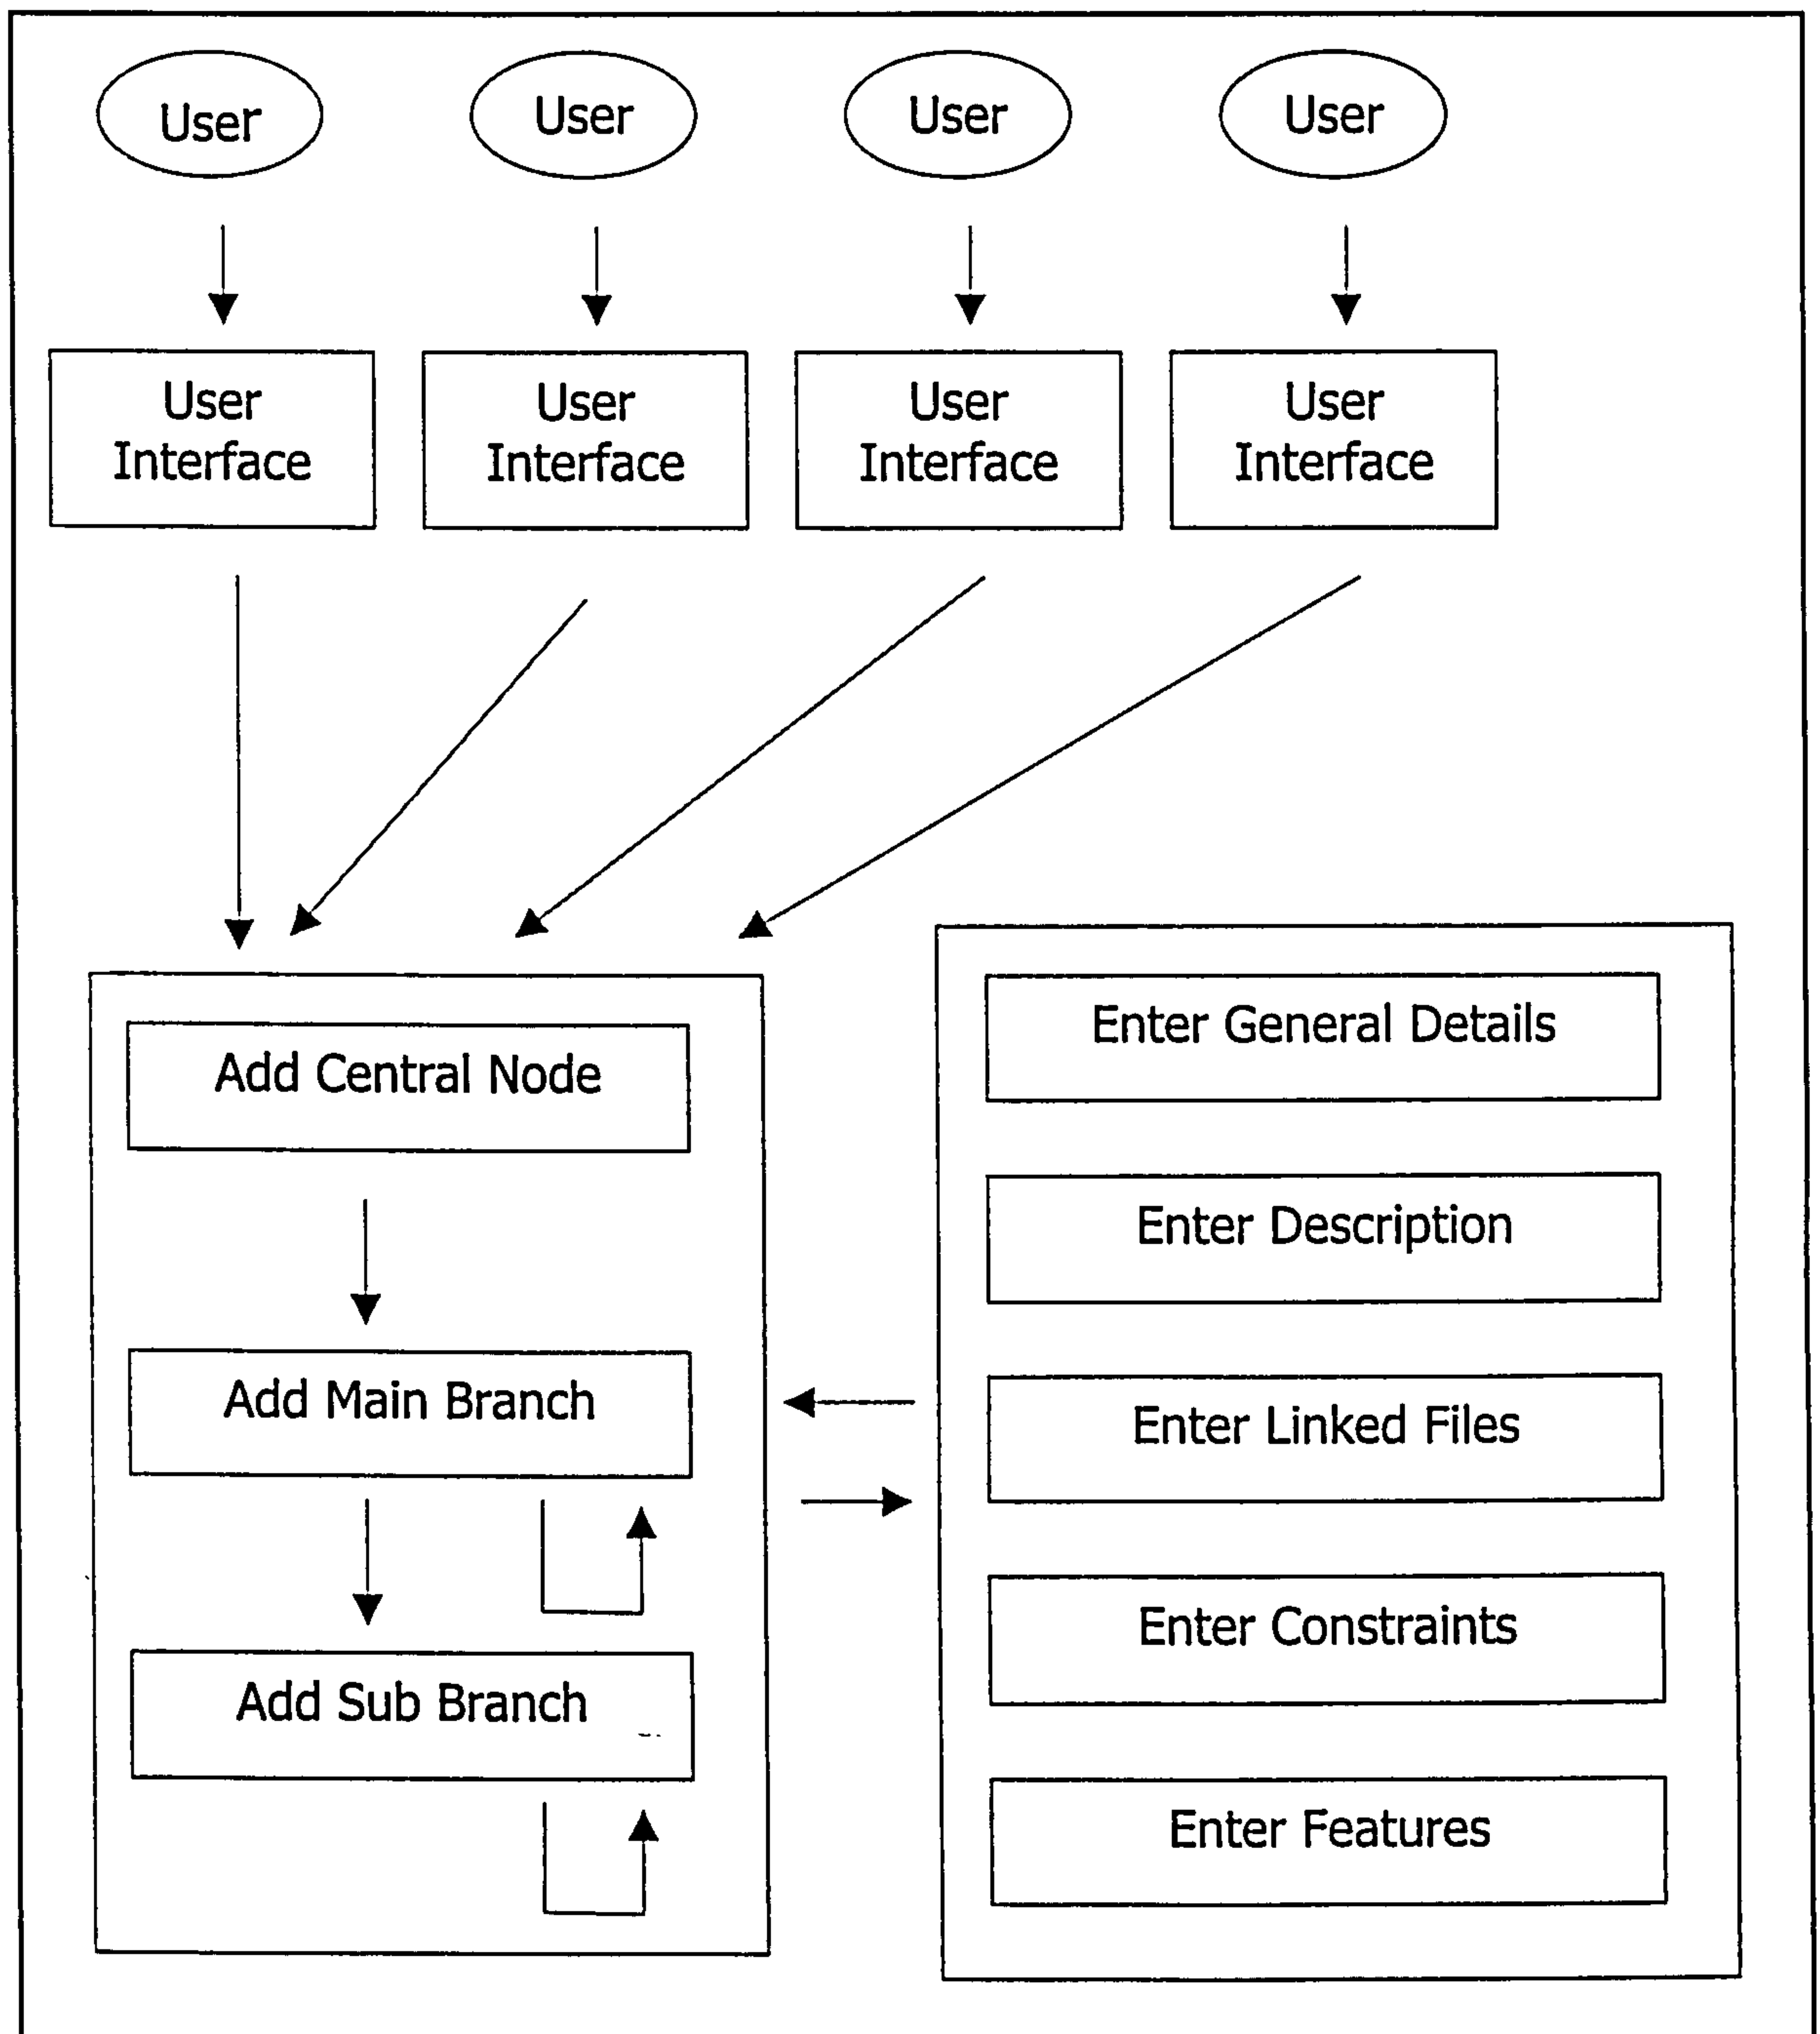 User
User
User
User
User
Interface
User
Interface
User
Interface
User
Interface
Add Central Node
Add Main Branch
Add Sub Branch
Enter General Details
Enter Description
Enter Linked Files
Enter Constraints
Enter Features